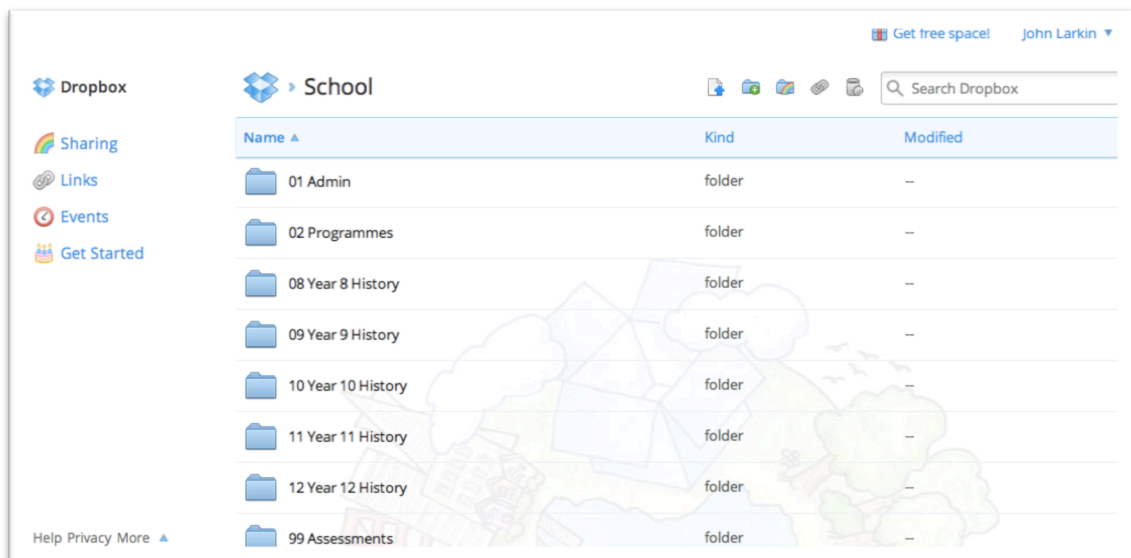 Get free space! John Larkin ▼
Dropbox
› School
Search Dropbox
Sharing
Links
Events
Get Started
Name ▲ Kind Modified
01 Admin folder --
02 Programmes folder --
08 Year 8 History folder --
09 Year 9 History folder --
10 Year 10 History folder --
11 Year 11 History folder --
12 Year 12 History folder --
99 Assessments folder --
Help Privacy More ▲